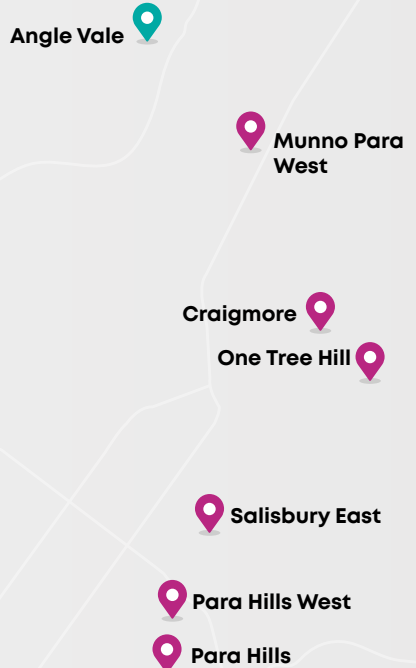 Angle Vale
Munno Para
West
Craigmore
One Tree Hill
Salisbury East
Para Hills West
Para Hills